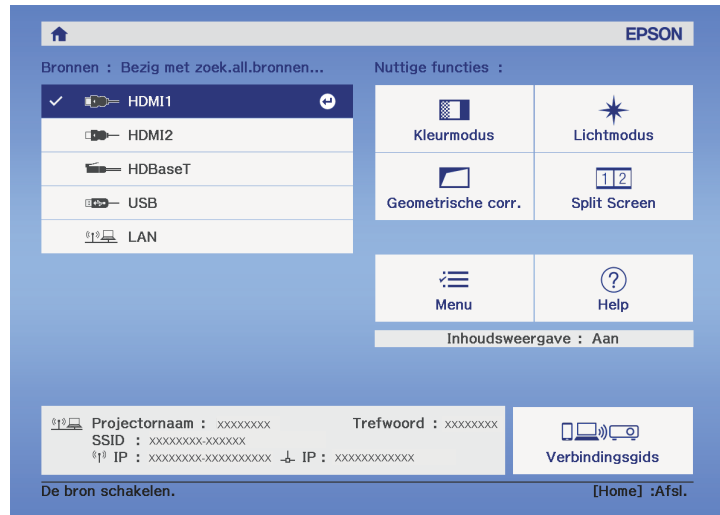 EPSON
Bronnen : Bezig met zoek.all.bronnen...
HDMI1
HDMI2
HDBaseT
USB
LAN
Nuttige functies :
Kleurmodus
Lichtmodus
Geometrische corr.
1 2
Split Screen
Menu
?
Help
Inhoudsweergave : Aan
Projectornaam : xxxxxxxx
Trefwoord : xxxxxxxx
SSID : xxxxxxxx-xxxxxx
IP : xxxxxxxx-xxxxxxxxxx
IP : xxxxxxxxxxxx
Verbindingsgids
De bron schakelen.
[Home] :Afsl.